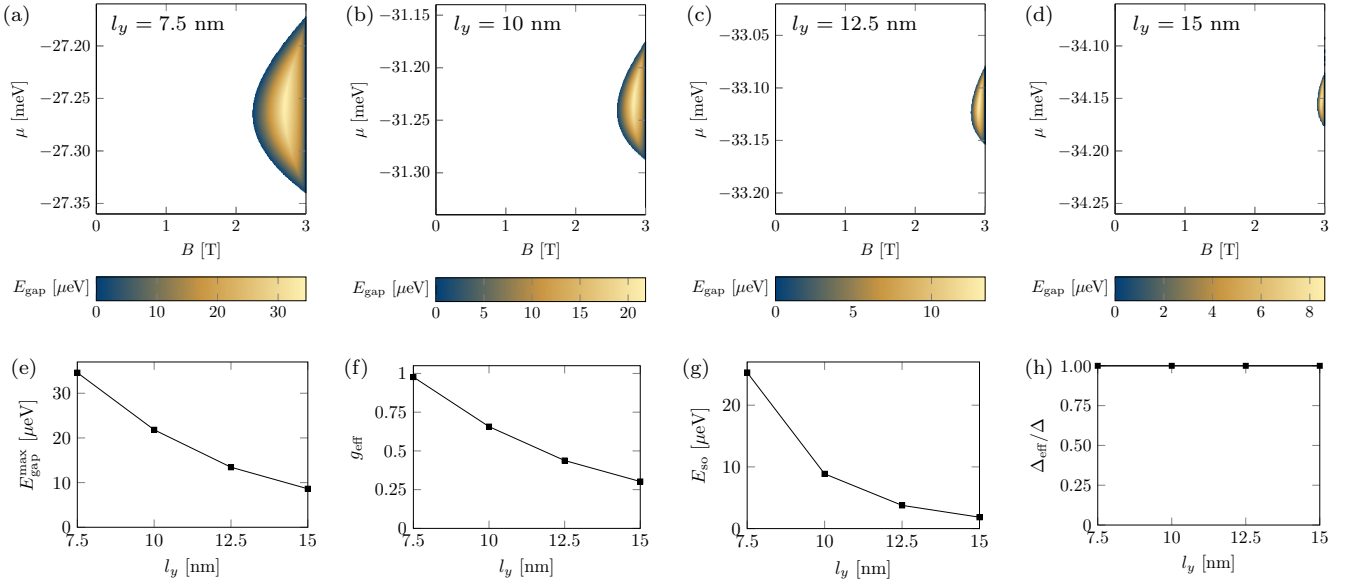 (a)
l_y = 7.5 nm
−27.20
−27.25
−27.30
−27.35
μ [meV]
0 1 2 3
B [T]
E_gap [μeV]
0 10 20 30
(b)
l_y = 10 nm
−31.14
−31.20
−31.25
−31.30
μ [meV]
0 1 2 3
B [T]
E_gap [μeV]
0 5 10 15 20
(c)
l_y = 12.5 nm
−33.05
−33.10
−33.15
−33.20
μ [meV]
0 1 2 3
B [T]
E_gap [μeV]
0 5 10
(d)
l_y = 15 nm
−34.10
−34.15
−34.20
−34.25
μ [meV]
0 1 2 3
B [T]
E_gap [μeV]
0 2 4 6 8
(e)
30
20
10
0
E_gap^max [μeV]
7.5 10 12.5 15
l_y [nm]
(f)
1
0.75
0.5
0.25
0
g_eff
7.5 10 12.5 15
l_y [nm]
(g)
20
10
0
E_so [μeV]
7.5 10 12.5 15
l_y [nm]
(h)
1.00
0.75
0.50
0.25
0
Δ_eff/Δ
7.5 10 12.5 15
l_y [nm]